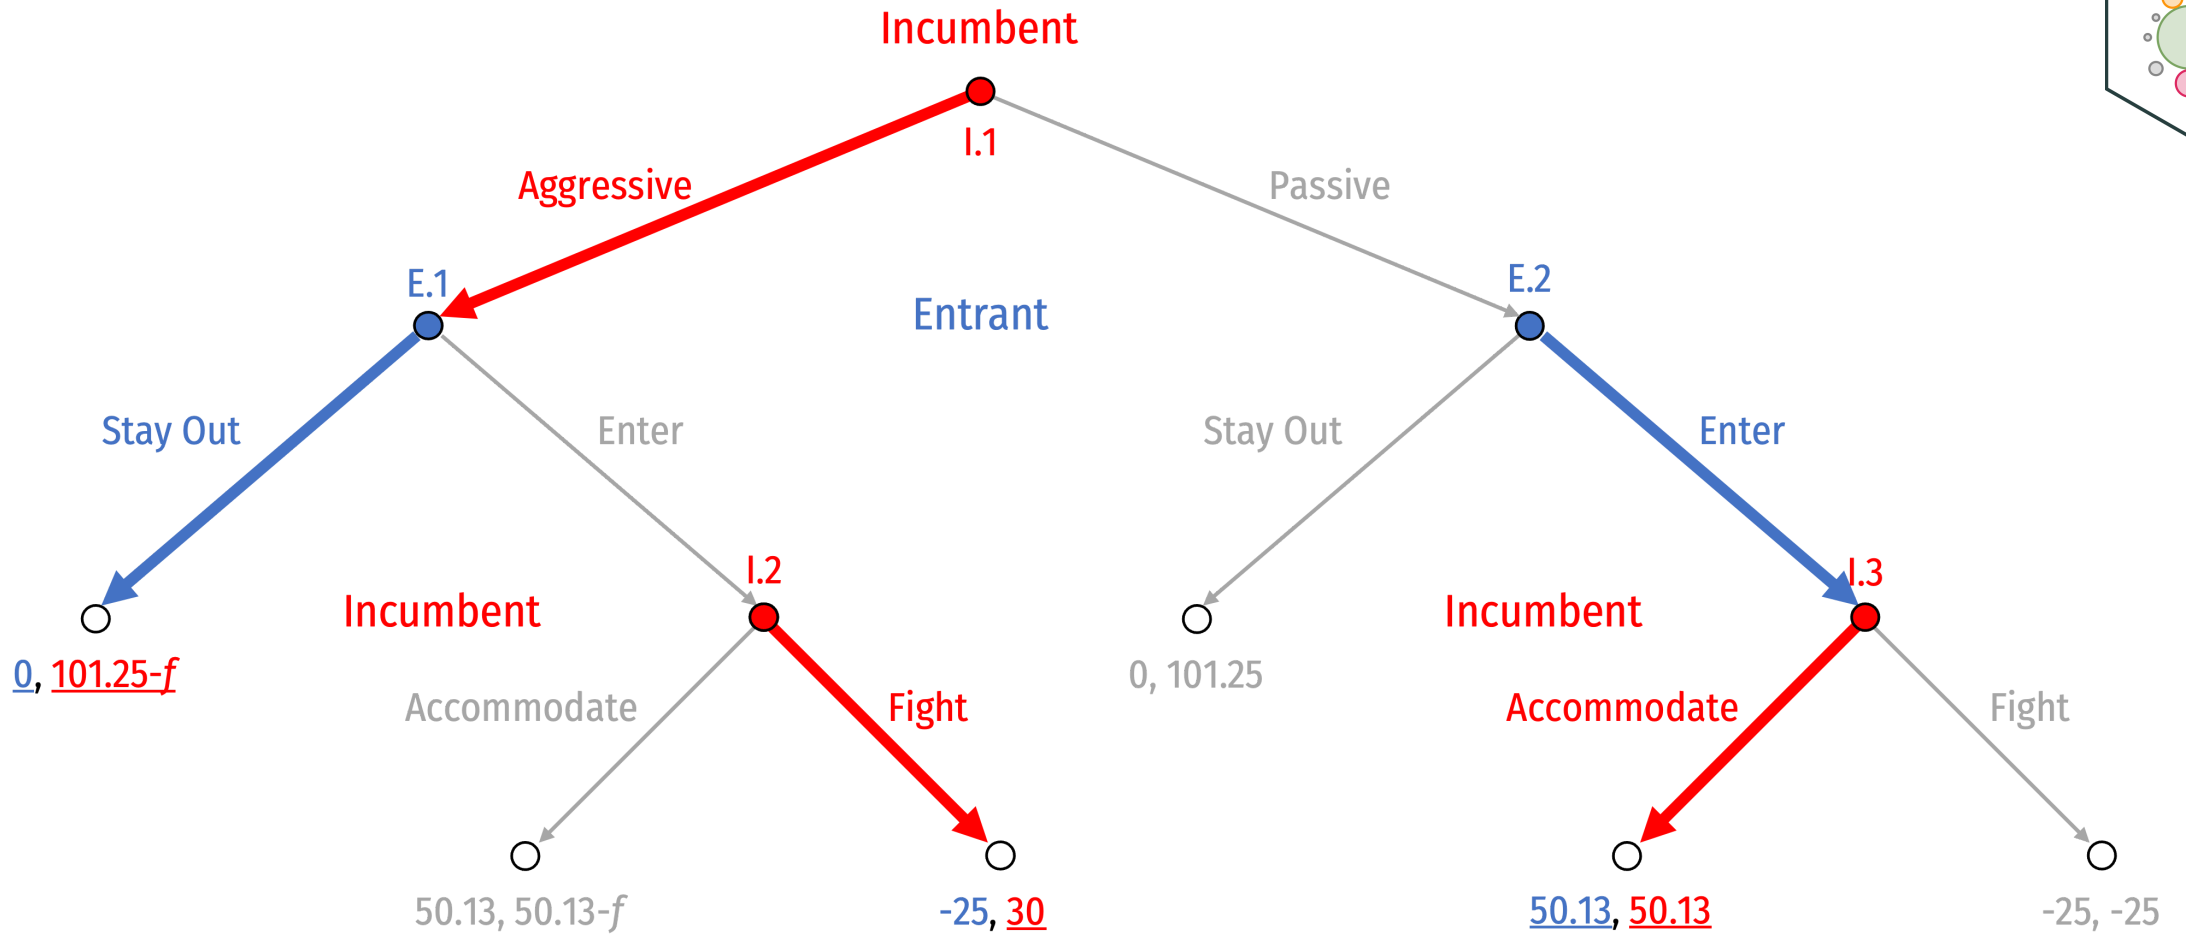 Incumbent
I.1
Aggressive
Passive
E.1
Entrant
E.2
Stay Out
Enter
Stay Out
Enter
I.2
I.3
Incumbent
Incumbent
0, 101.25-f
0, 101.25
Accommodate
Fight
Accommodate
Fight
50.13, 50.13-f
-25, 30
50.13, 50.13
-25, -25